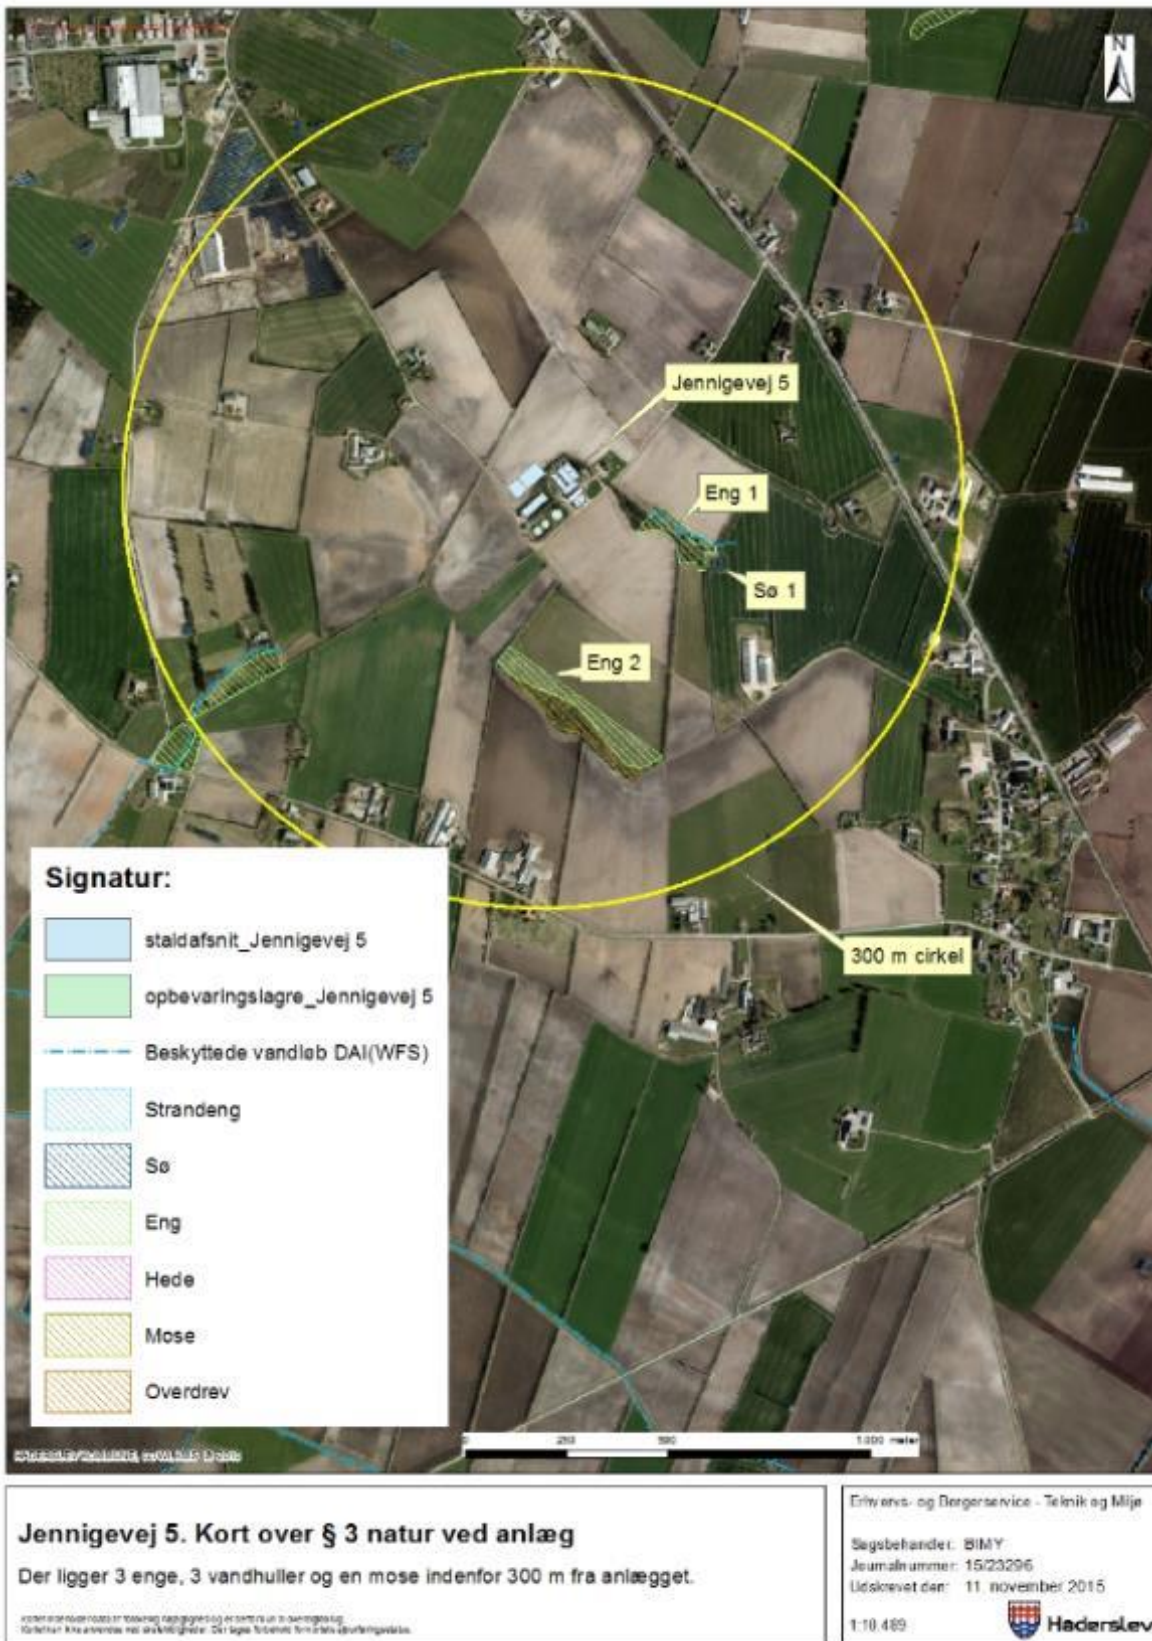 N
Jennigevej 5
Eng 1
Sø 1
Eng 2
300 m cirkel
Signatur:
staldafsnit_Jennigevej 5
opbevaringslagre_Jennigevej 5
Beskyttede vandløb DAI(WFS)
Strandeng
Sø
Eng
Hede
Mose
Overdrev
0 250 500 1.000 meter
Jennigevej 5. Kort over § 3 natur ved anlæg
Der ligger 3 enge, 3 vandhuller og en mose indenfor 300 m fra anlægget.
Erhvervs- og Borgerservice - Teknik og Miljø
Sagsbehandler: BIMY
Journalnummer: 15/23296
Udskrevet den: 11. november 2015
1:10.489
Haderslev